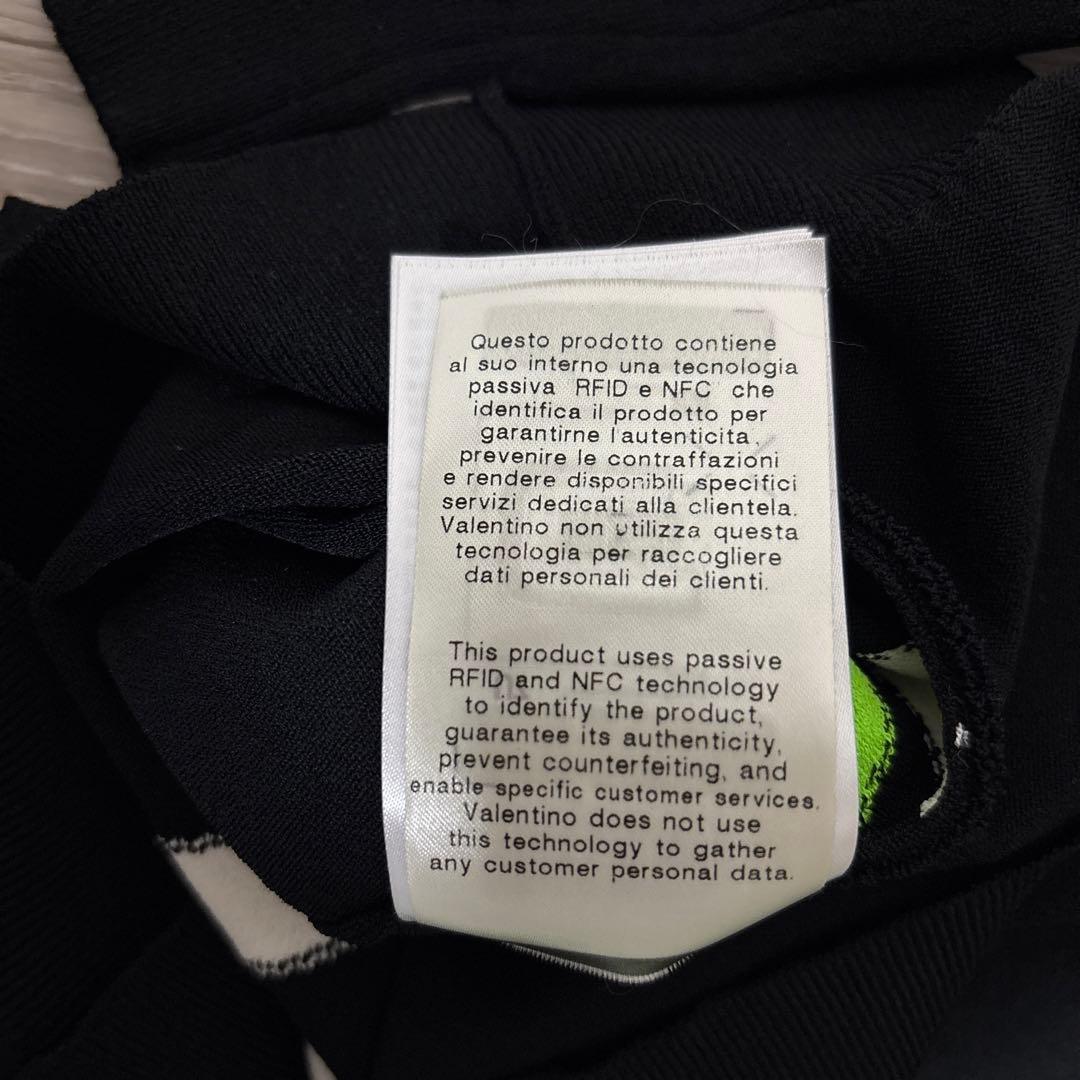 Questo prodotto contiene
al suo interno una tecnologia
passiva RFID e NFC che
identifica il prodotto per
garantirne l'autenticita,
prevenire le contraffazioni
e rendere disponibili specifici
servizi dedicati alla clientela.
Valentino non utilizza questa
tecnologia per raccogliere
dati personali dei clienti.
This product uses passive
RFID and NFC technology
to identify the product,
guarantee its authenticity,
prevent counterfeiting, and
enable specific customer services.
Valentino does not use
this technology to gather
any customer personal data.